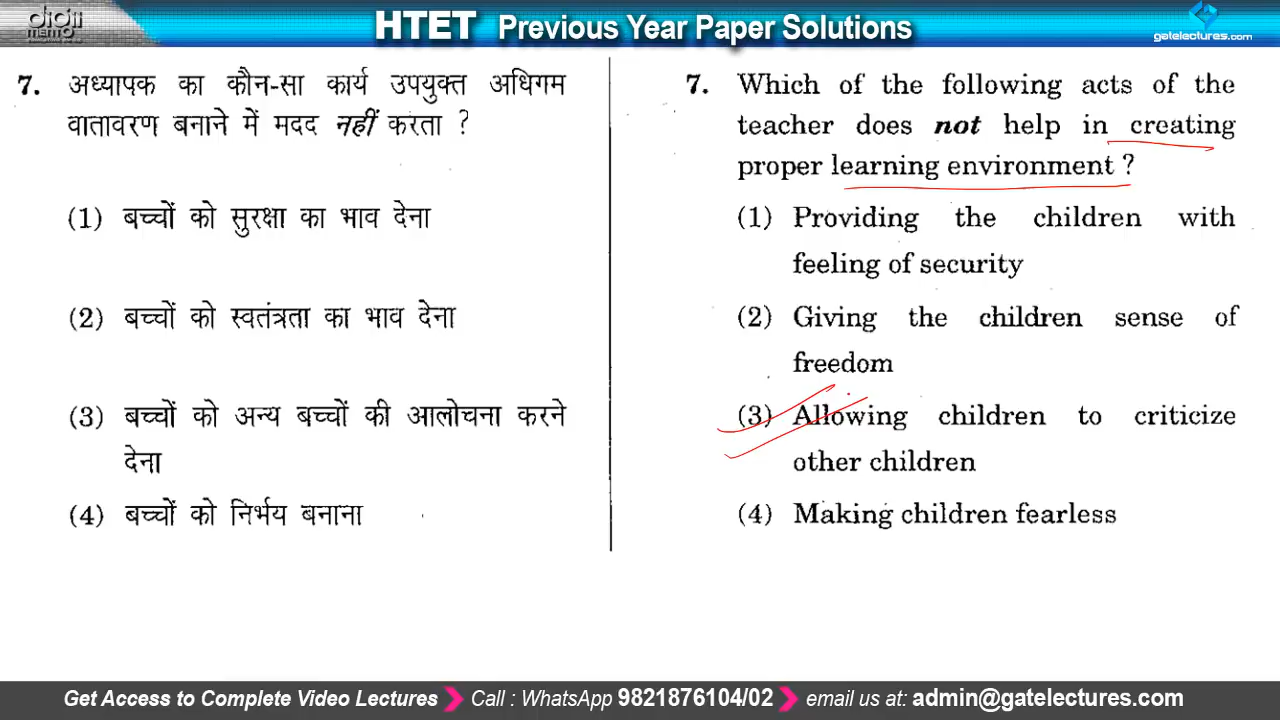 digii
MENTO
HTET Previous Year Paper Solutions
gatelectures.com
7. अध्यापक का कौन-सा कार्य उपयुक्त अधिगम
वातावरण बनाने में मदद नहीं करता ?
(1) बच्चों को सुरक्षा का भाव देना
(2) बच्चों को स्वतंत्रता का भाव देना
(3) बच्चों को अन्य बच्चों की आलोचना करने
देना
(4) बच्चों को निर्भय बनाना
7. Which of the following acts of the
teacher does not help in creating
proper learning environment ?
(1) Providing the children with
feeling of security
(2) Giving the children sense of
freedom
(3) Allowing children to criticize
other children
(4) Making children fearless
Get Access to Complete Video Lectures Call : WhatsApp 9821876104/02 email us at: admin@gatelectures.com